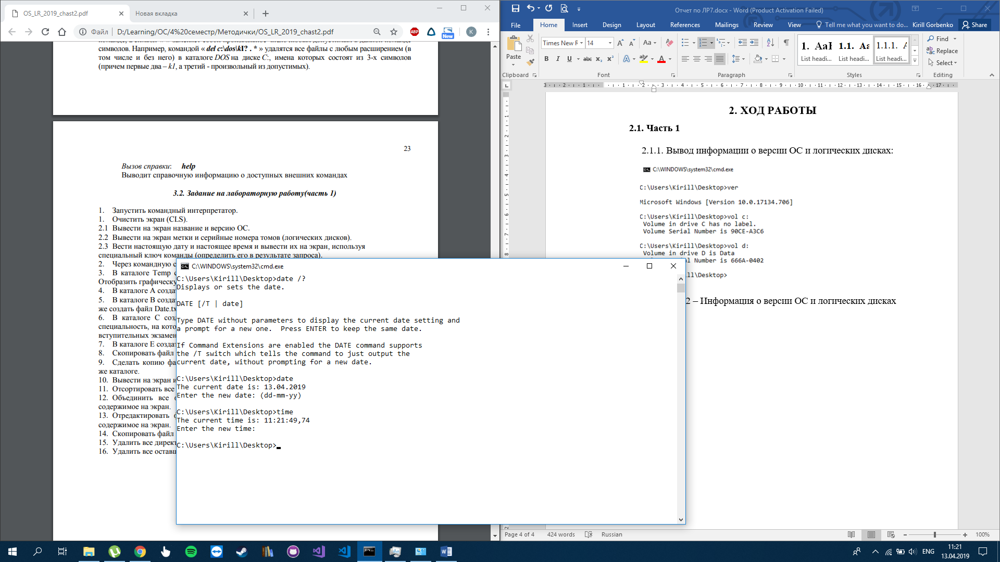 OS_LR_2019_chast2.pdf
Новая вкладка
Файл
D:/Learning/ОС/4%20семестр/Методички/OS_LR_2019_chast2.pdf
ABP
New
K
символов. Например, командой « del c:\dos\k1? . * » удалятся все файлы с любым расширением (в
том числе и без него) в каталоге DOS на диске C:, имена которых состоят из 3-х символов
(причем первые два – k1, а третий - произвольный из допустимых).
23
Вызов справки: help
Выводит справочную информацию о доступных внешних командах
3.2. Задание на лабораторную работу(часть 1)
1. Запустить командный интерпретатор.
1. Очистить экран (CLS).
2.1 Вывести на экран название и версию ОС.
2.2 Вывести на экран метки и серийные номера томов (логических дисков).
2.3 Вести настоящую дату и настоящее время и вывести их на экран, используя
специальный ключ команды (определить его в результате запроса).
2. Через командную с
3. В каталоге Temp
Отобразить графическу
4. В каталоге А созда
5. В каталоге В созда
же создать файл Date.tx
6. В каталоге С соз
специальность, на кото
вступительных экзамен
7. В каталоге Е созда
8. Скопировать файл
9. Сделать копию фа
же каталоге.
10. Вывести на экран и
11. Отсортировать все
12. Объединить все
содержимое на экран.
13. Отредактировать
содержимое на экран.
14. Скопировать файл
15. Удалить все дирек
16. Удалить все остав
C:\WINDOWS\system32\cmd.exe
C:\Users\Kirill\Desktop>date /?
Displays or sets the date.
DATE [/T | date]
Type DATE without parameters to display the current date setting and
a prompt for a new one.  Press ENTER to keep the same date.
If Command Extensions are enabled the DATE command supports
the /T switch which tells the command to just output the
current date, without prompting for a new date.
C:\Users\Kirill\Desktop>date
The current date is: 13.04.2019
Enter the new date: (dd-mm-yy)
C:\Users\Kirill\Desktop>time
The current time is: 11:21:49,74
Enter the new time:
C:\Users\Kirill\Desktop>
Отчет по ЛР7.docx - Word (Product Activation Failed)
File Home Insert Design Layout References Mailings Review View Tell me what you want to do... Kirill Gorbenko Share
Paste
Times New R 14
Clipboard Font Paragraph Styles Editing
1. AaI 1.1. Aa 1.1.1. A
List headi... List headi... List headi...
Find
Replace
Select
2. ХОД РАБОТЫ
2.1. Часть 1
2.1.1. Вывод информации о версии ОС и логических дисках:
C:\WINDOWS\system32\cmd.exe
C:\Users\Kirill\Desktop>ver
Microsoft Windows [Version 10.0.17134.706]
C:\Users\Kirill\Desktop>vol c:
Volume in drive C has no label.
Volume Serial Number is 90CE-A3C6
C:\Users\Kirill\Desktop>vol d:
Volume in drive D is Data
l Number is 666A-0402
ill\Desktop>
2 – Информация о версии ОС и логических дисках
Page 4 of 4 424 words Russian 100%
ENG
11:21
13.04.2019